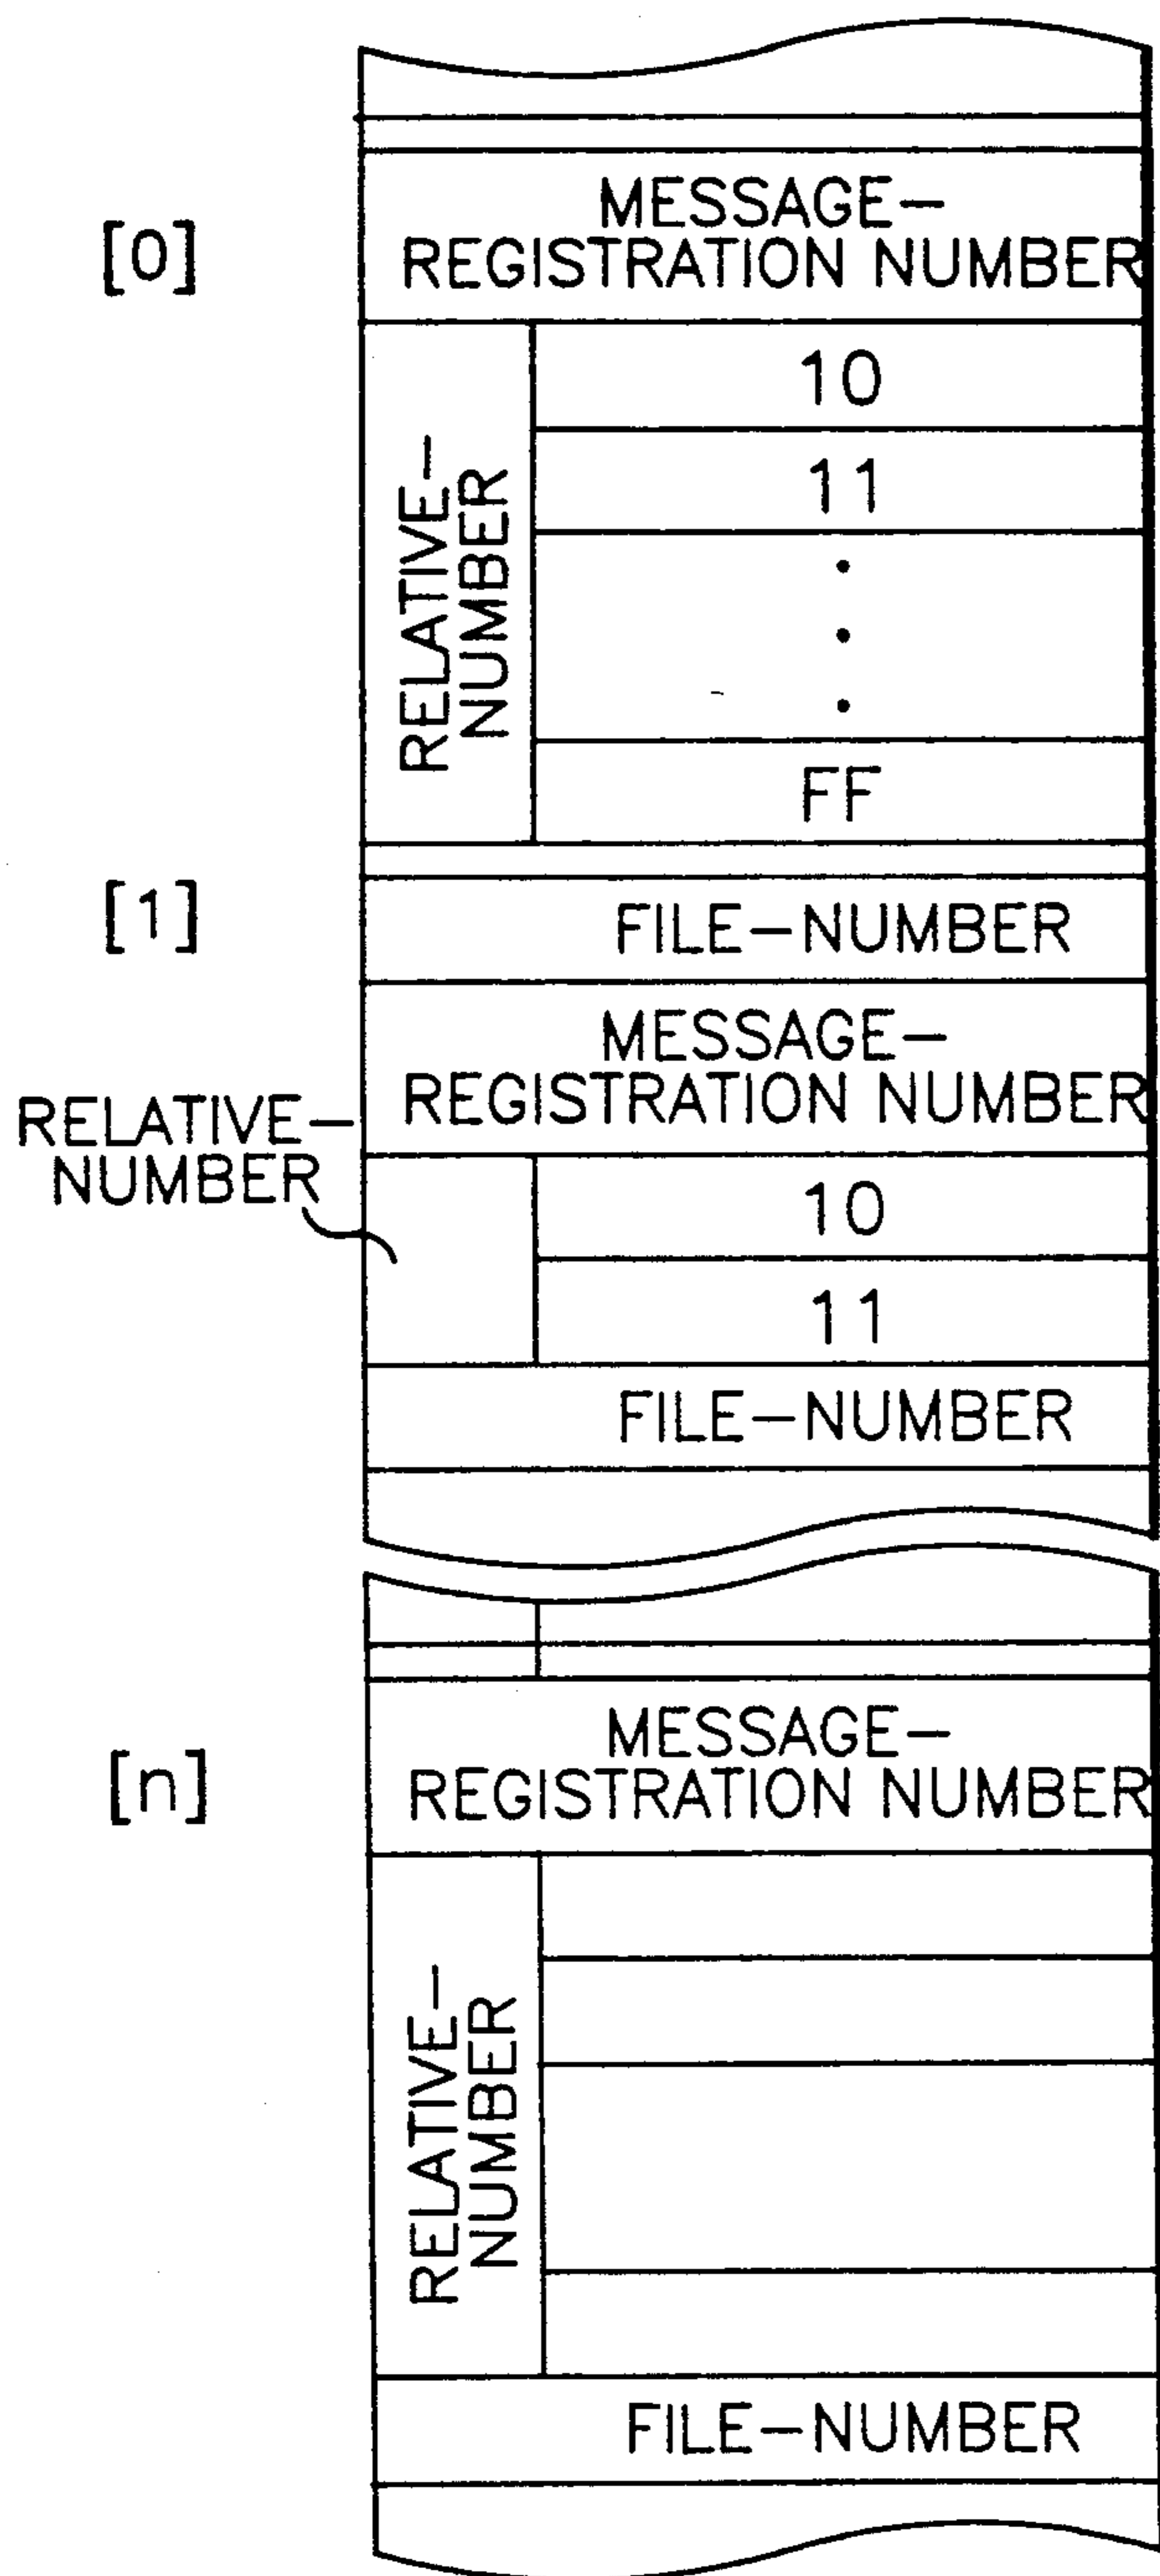 [0]
MESSAGE-
REGISTRATION NUMBER
RELATIVE-
NUMBER
10
11
FF
[1]
FILE-NUMBER
MESSAGE-
REGISTRATION NUMBER
RELATIVE-
NUMBER
10
11
FILE-NUMBER
[n]
MESSAGE-
REGISTRATION NUMBER
RELATIVE-
NUMBER
FILE-NUMBER